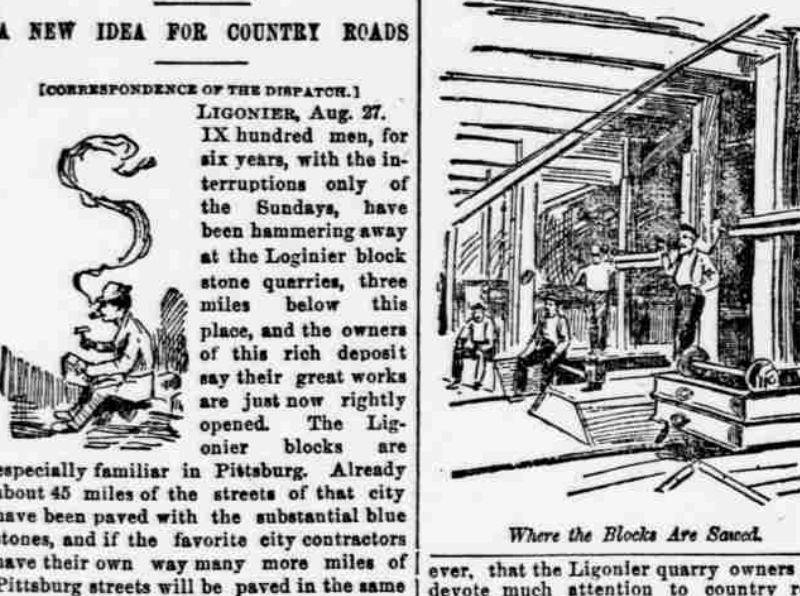 A NEW IDEA FOR COUNTRY ROADS
[CORRESPONDENCE OF THE DISPATCH.]
LIGONIER, Aug. 27.
SIX hundred men, for
six years, with the in-
terruptions only of
the Sundays, have
been hammering away
at the Loginier block
stone quarries, three
miles below this
place, and the owners
of this rich deposit
say their great works
are just now rightly
opened. The Lig-
onier blocks are
especially familiar in Pittsburg. Already
about 45 miles of the streets of that city
have been paved with the substantial blue
stones, and if the favorite city contractors
have their own way many more miles of
Pittsburg streets will be paved in the same
Where the Blocks Are Sawed.
ever, that the Ligonier quarry owners
devote much attention to country r